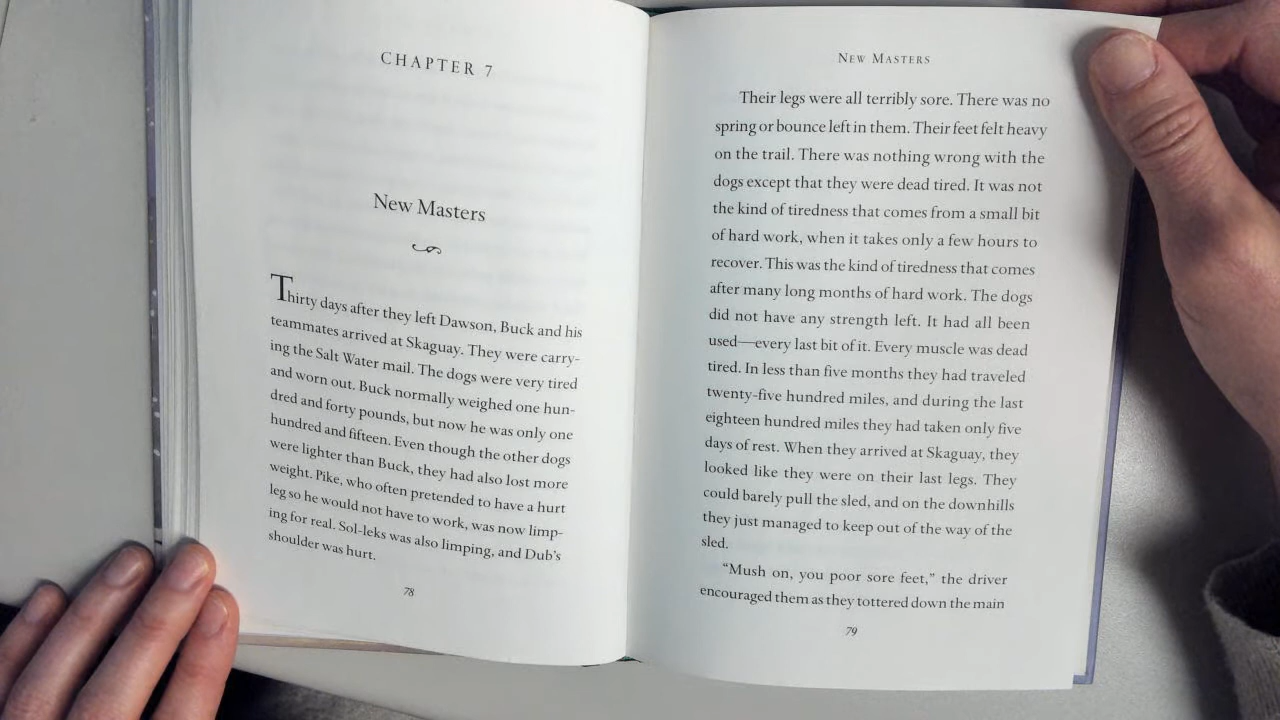 CHAPTER 7
New Masters
Thirty days after they left Dawson, Buck and his
teammates arrived at Skaguay. They were carry-
ing the Salt Water mail. The dogs were very tired
and worn out. Buck normally weighed one hun-
dred and forty pounds, but now he was only one
hundred and fifteen. Even though the other dogs
were lighter than Buck, they had also lost more
weight. Pike, who often pretended to have a hurt
leg so he would not have to work, was now limp-
ing for real. Sol-leks was also limping, and Dub's
shoulder was hurt.
78
NEW MASTERS
Their legs were all terribly sore. There was no
spring or bounce left in them. Their feet felt heavy
on the trail. There was nothing wrong with the
dogs except that they were dead tired. It was not
the kind of tiredness that comes from a small bit
of hard work, when it takes only a few hours to
recover. This was the kind of tiredness that comes
after many long months of hard work. The dogs
did not have any strength left. It had all been
used—every last bit of it. Every muscle was dead
tired. In less than five months they had traveled
twenty-five hundred miles, and during the last
eighteen hundred miles they had taken only five
days of rest. When they arrived at Skaguay, they
looked like they were on their last legs. They
could barely pull the sled, and on the downhills
they just managed to keep out of the way of the
sled.
"Mush on, you poor sore feet," the driver
encouraged them as they tottered down the main
79